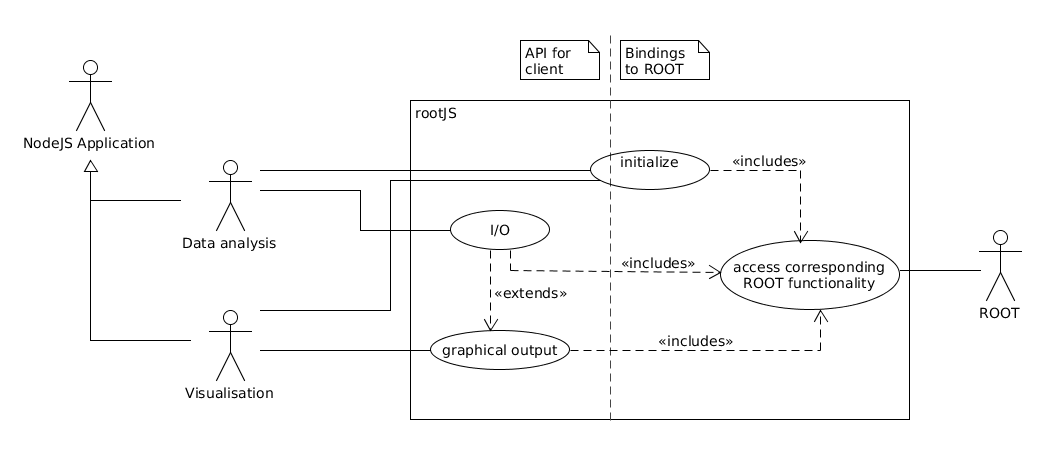 API for
client
Bindings
to ROOT
rootJS
NodeJS Application
initialize
«includes»
Data analysis
I/O
«includes»
access corresponding
ROOT functionality
«extends»
ROOT
«includes»
graphical output
Visualisation